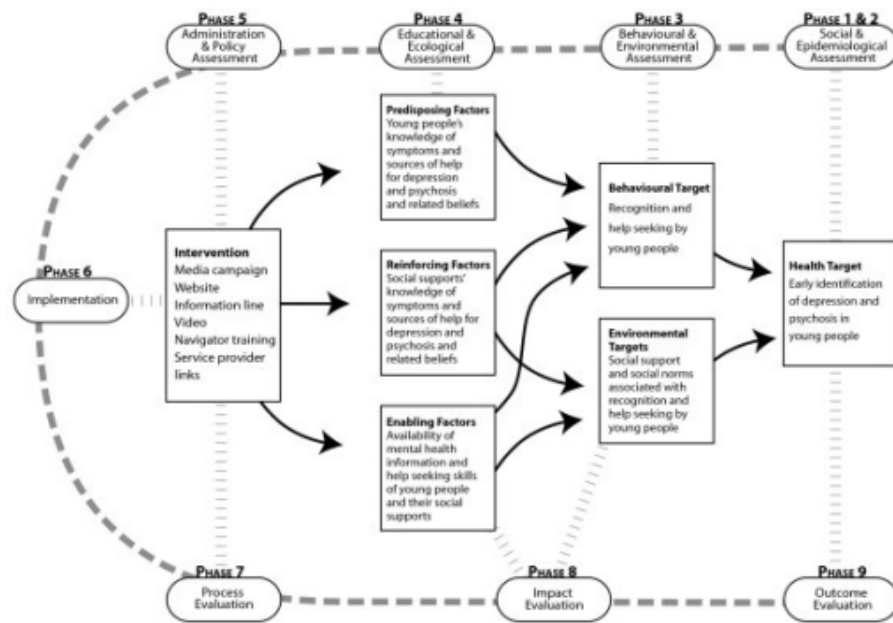 PHASE 5
Administration
& Policy
Assessment
PHASE 4
Educational &
Ecological
Assessment
PHASE 3
Behavioural &
Environmental
Assessment
PHASE 1 & 2
Social &
Epidemiological
Assessment
Predisposing Factors
Young people's
knowledge of
symptoms and
sources of help
for depression
and psychosis
and related beliefs
Behavioural Target
Recognition and
help seeking by
young people
Intervention
Media campaign
Website
Information line
Video
Navigator training
Service provider
links
Reinforcing Factors
Social supports'
knowledge of
symptoms and
sources of help for
depression and
psychosis and
related beliefs
Health Target
Early identification
of depression and
psychosis in
young people
PHASE 6
Implementation
Environmental
Targets
Social support
and social norms
associated with
recognition and
help seeking by
young people
Enabling Factors
Availability of
mental health
information and
help seeking skills
of young people
and their social
supports
PHASE 7
Process
Evaluation
PHASE 8
Impact
Evaluation
PHASE 9
Outcome
Evaluation